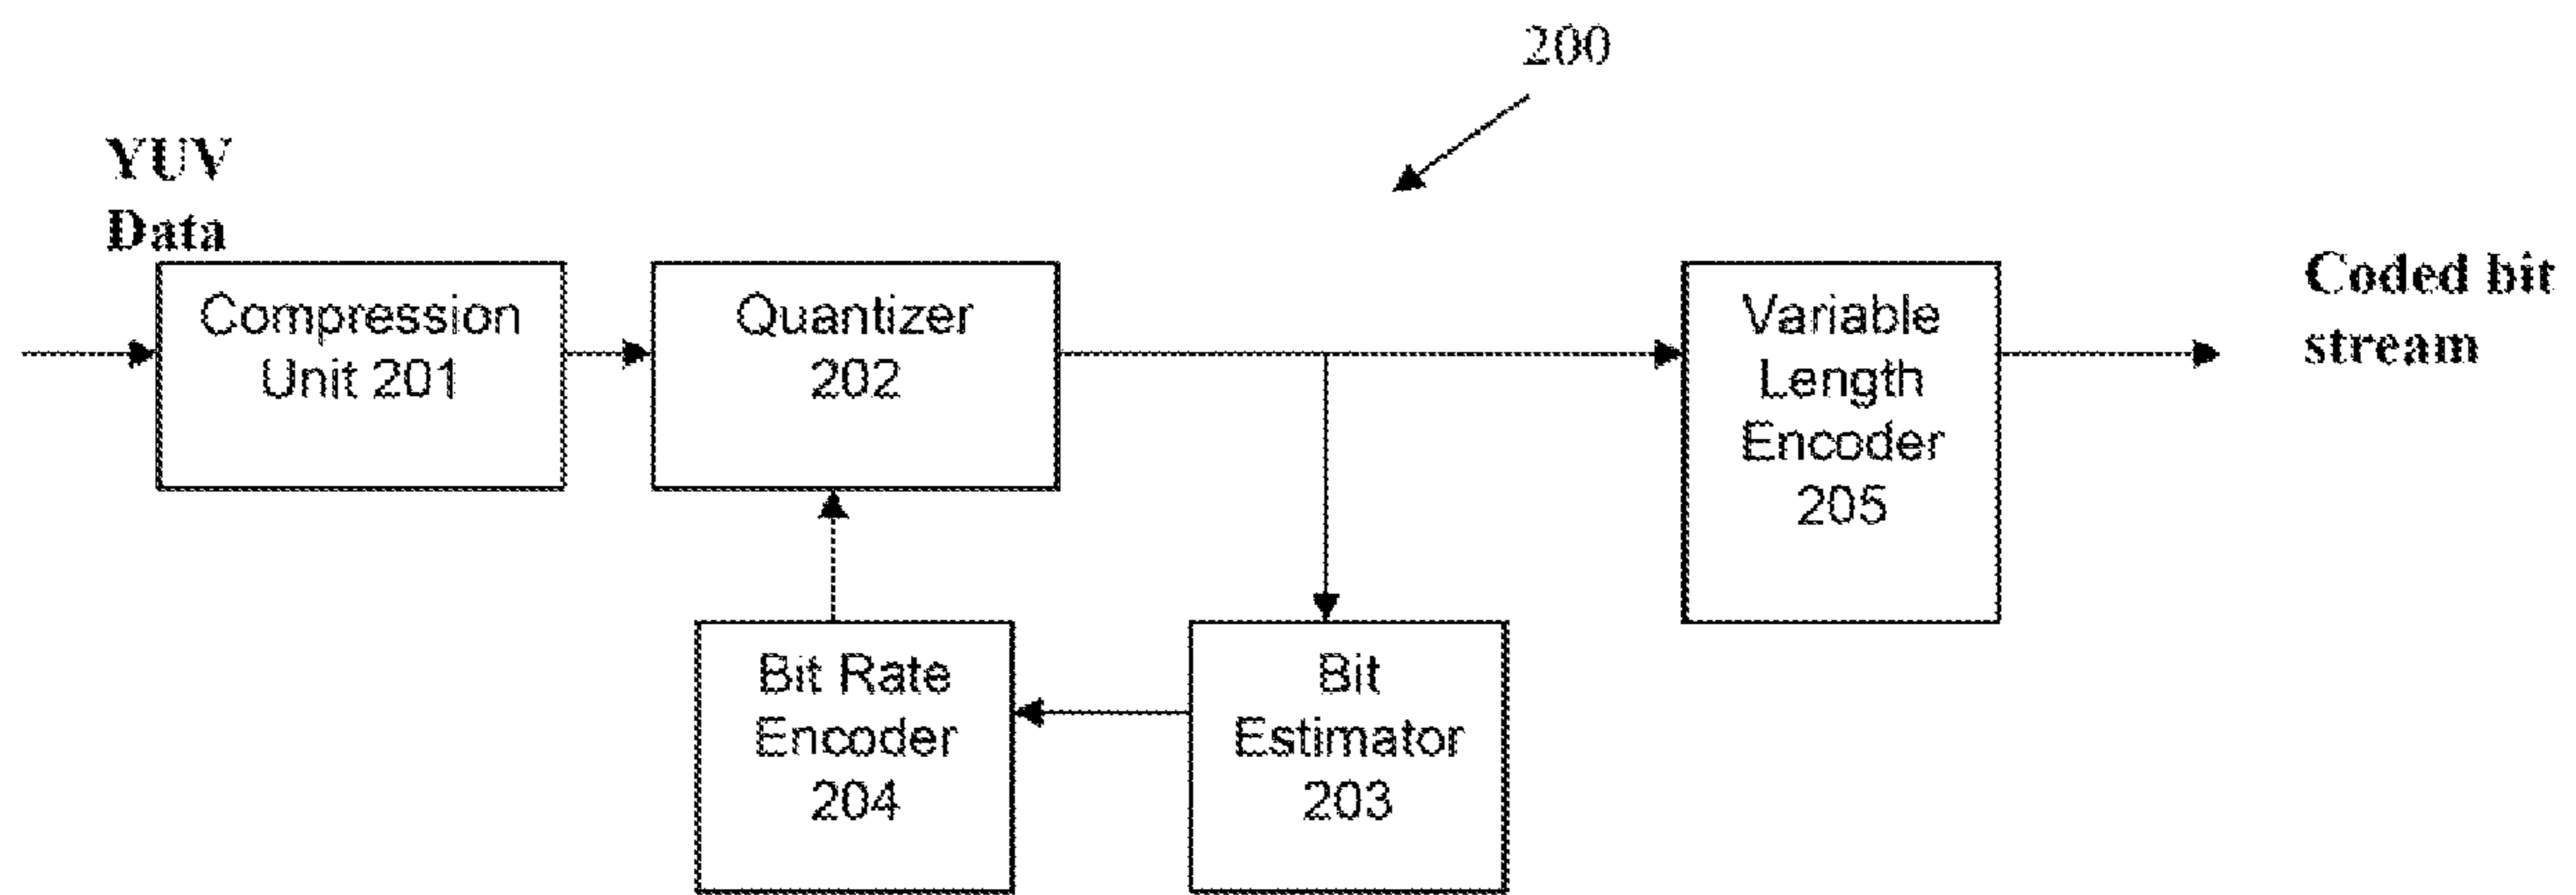 200
YUV
Data
Compression
Unit 201
Quantizer
202
Variable
Length
Encoder
205
Coded bit
stream
Bit Rate
Encoder
204
Bit
Estimator
203